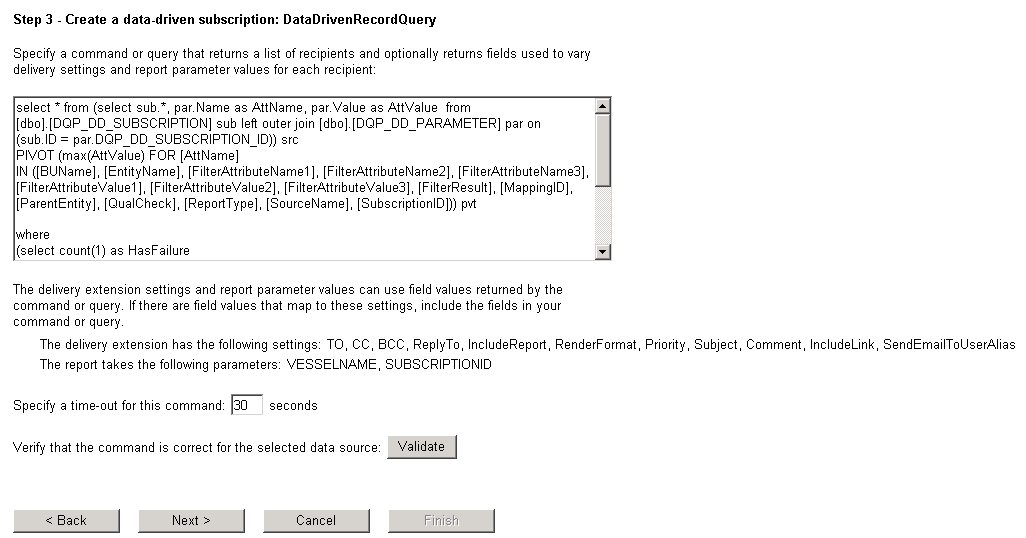 Step 3 - Create a data-driven subscription: DataDrivenRecordQuery
Specify a command or query that returns a list of recipients and optionally returns fields used to vary
delivery settings and report parameter values for each recipient:
select * from (select sub.*, par.Name as AttName, par.Value as AttValue  from
[dbo].[DQP_DD_SUBSCRIPTION] sub left outer join [dbo].[DQP_DD_PARAMETER] par on
(sub.ID = par.DQP_DD_SUBSCRIPTION_ID)) src
PIVOT (max(AttValue) FOR [AttName]
IN ([BUName], [EntityName], [FilterAttributeName1], [FilterAttributeName2], [FilterAttributeName3],
[FilterAttributeValue1], [FilterAttributeValue2], [FilterAttributeValue3], [FilterResult], [MappingID],
[ParentEntity], [QualCheck], [ReportType], [SourceName], [SubscriptionID])) pvt
where
(select count(1) as HasFailure
The delivery extension settings and report parameter values can use field values returned by the
command or query. If there are field values that map to these settings, include the fields in your
command or query.
The delivery extension has the following settings: TO, CC, BCC, ReplyTo, IncludeReport, RenderFormat, Priority, Subject, Comment, IncludeLink, SendEmailToUserAlias
The report takes the following parameters: VESSELNAME, SUBSCRIPTIONID
Specify a time-out for this command: 30 seconds
Verify that the command is correct for the selected data source: Validate
< Back Next > Cancel Finish